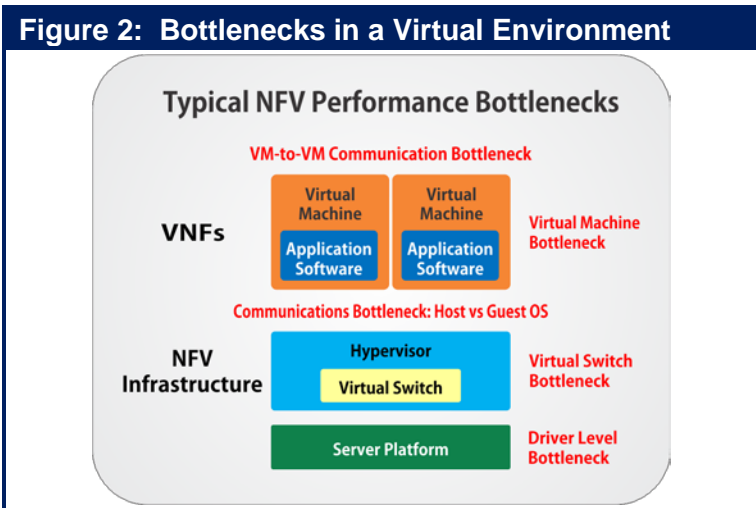 Figure 2: Bottlenecks in a Virtual Environment
Typical NFV Performance Bottlenecks
VM-to-VM Communication Bottleneck
VNFs
Virtual
Machine
Application
Software
Virtual
Machine
Application
Software
Virtual Machine
Bottleneck
Communications Bottleneck: Host vs Guest OS
NFV
Infrastructure
Hypervisor
Virtual Switch
Virtual Switch
Bottleneck
Server Platform
Driver Level
Bottleneck